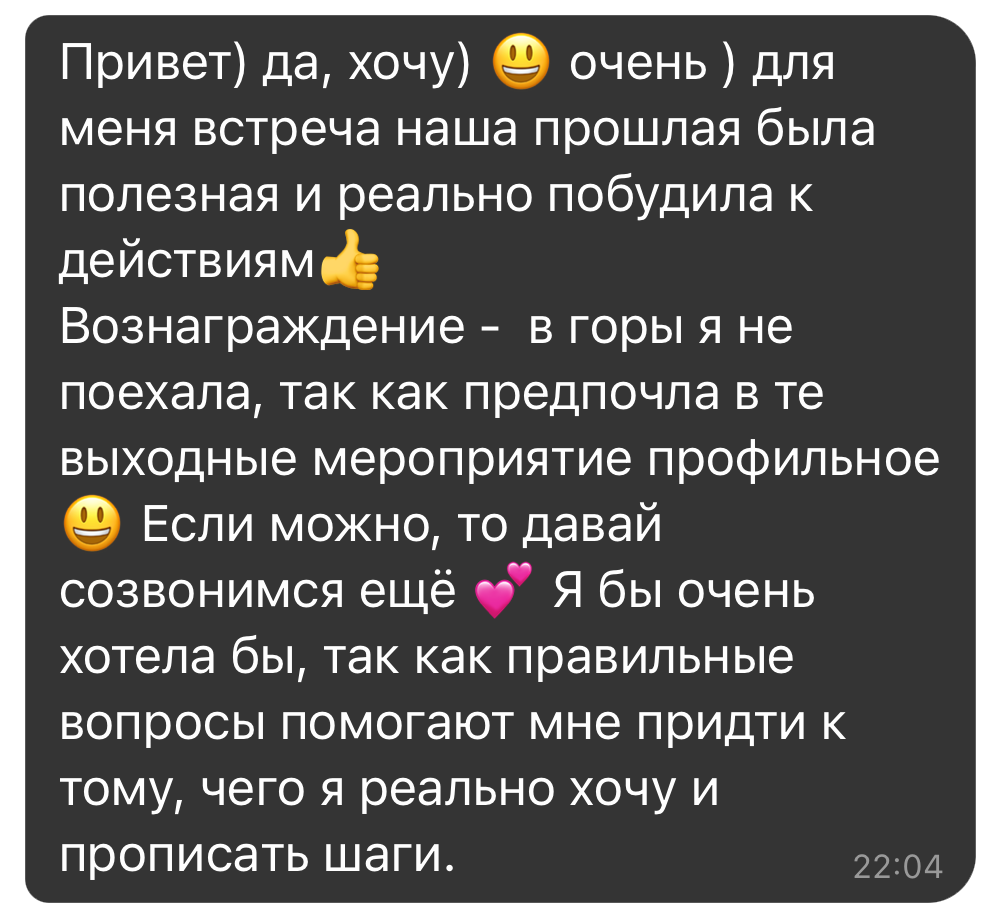 Привет) да, хочу) 😃 очень ) для
меня встреча наша прошлая была
полезная и реально побудила к
действиям👍
Вознаграждение -  в горы я не
поехала, так как предпочла в те
выходные мероприятие профильное
😃 Если можно, то давай
созвонимся ещё 💕 Я бы очень
хотела бы, так как правильные
вопросы помогают мне придти к
тому, чего я реально хочу и
прописать шаги.
22:04